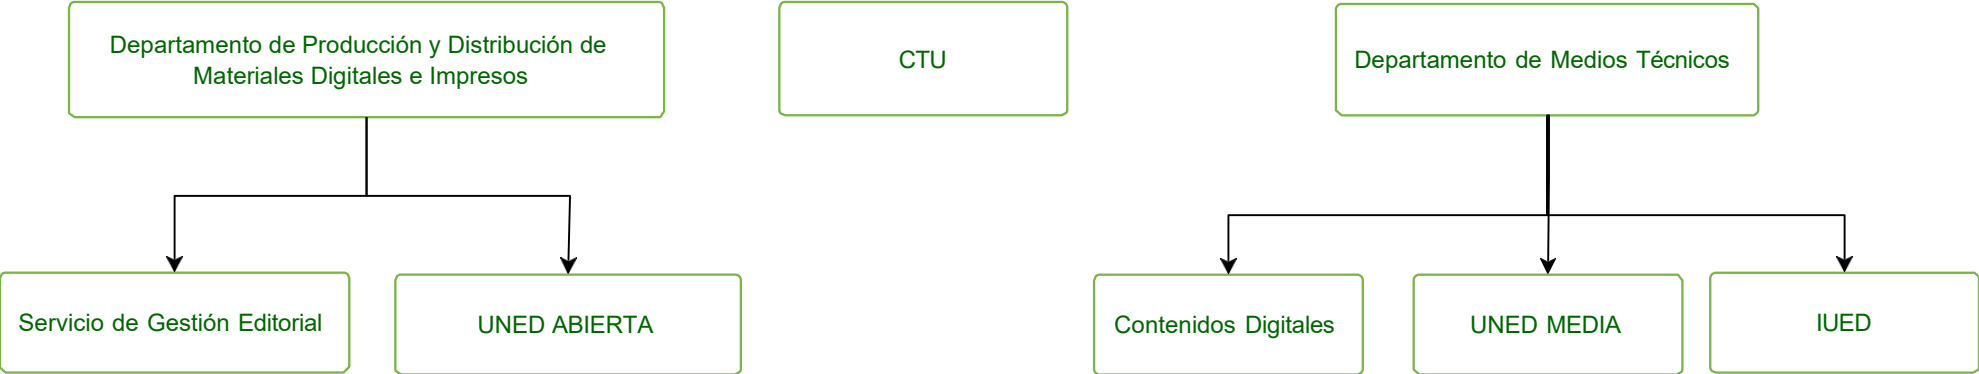 Departamento de Producción y Distribución de
Materiales Digitales e Impresos
CTU
Departamento de Medios Técnicos
Servicio de Gestión Editorial
UNED ABIERTA
Contenidos Digitales
UNED MEDIA
IUED